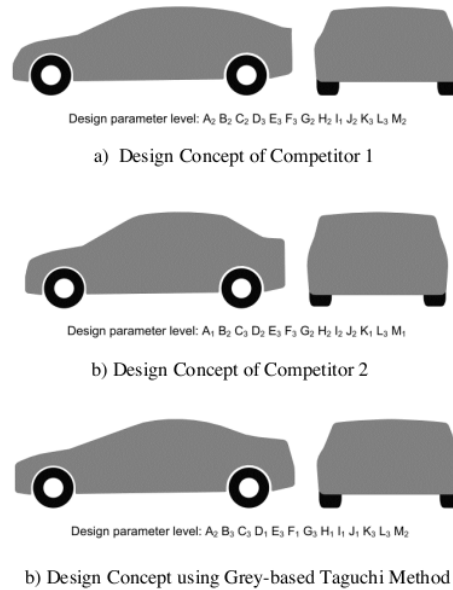 Design parameter level: A₂ B₂ C₂ D₃ E₃ F₃ G₂ H₂ I₁ J₂ K₃ L₃ M₂
a) Design Concept of Competitor 1
Design parameter level: A₁ B₂ C₃ D₂ E₃ F₃ G₂ H₂ I₂ J₂ K₁ L₃ M₁
b) Design Concept of Competitor 2
Design parameter level: A₂ B₃ C₃ D₁ E₃ F₁ G₃ H₁ I₁ J₁ K₃ L₃ M₂
b) Design Concept using Grey-based Taguchi Method